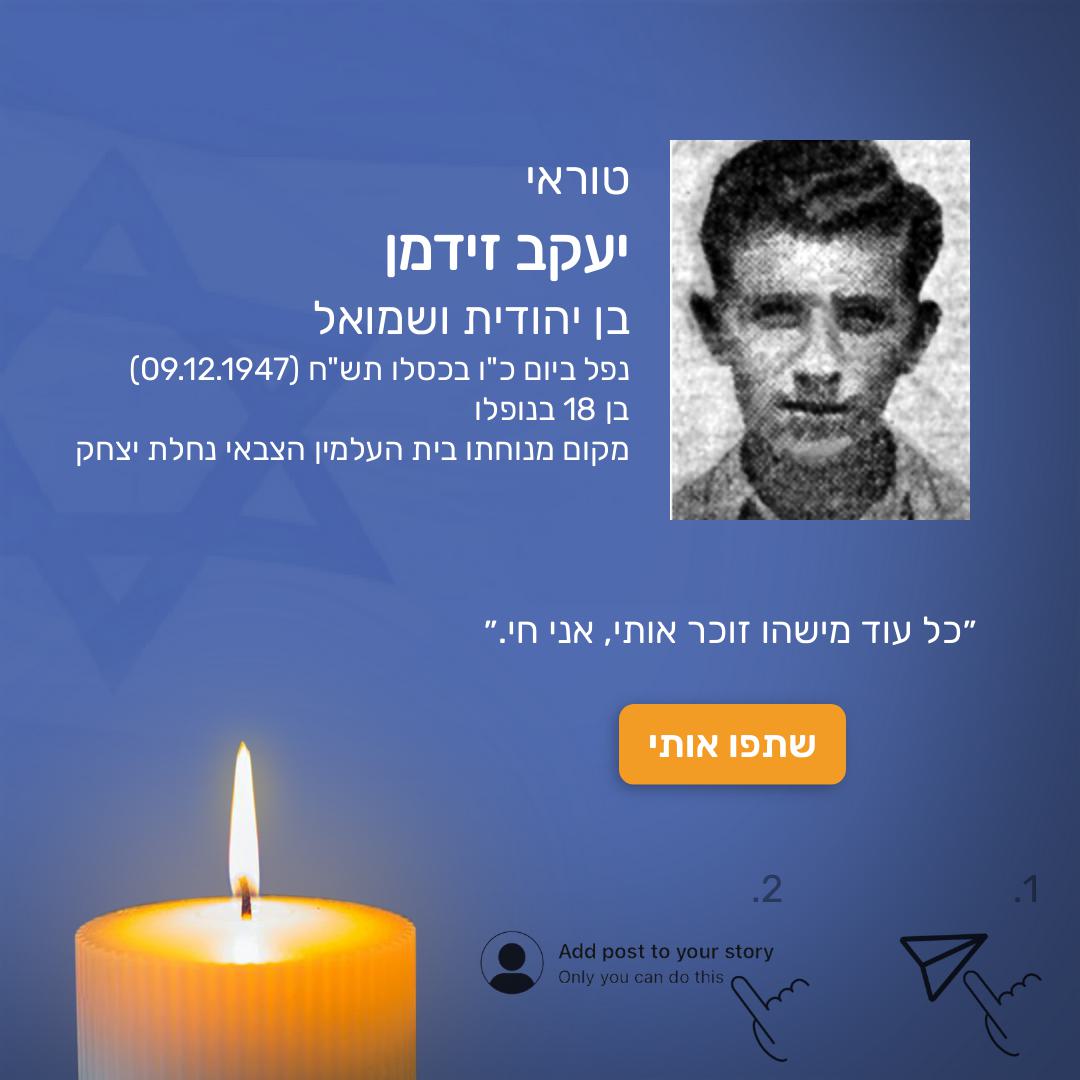 טוראי
יעקב זידמן
בן יהודית ושמואל
נפל ביום כ"ו בכסלו תש"ח (09.12.1947)
בן 18 בנופלו
מקום מנוחתו בית העלמין הצבאי נחלת יצחק
״כל עוד מישהו זוכר אותי, אני חי.״
שתפו אותי
1.
2.
Add post to your story
Only you can do this